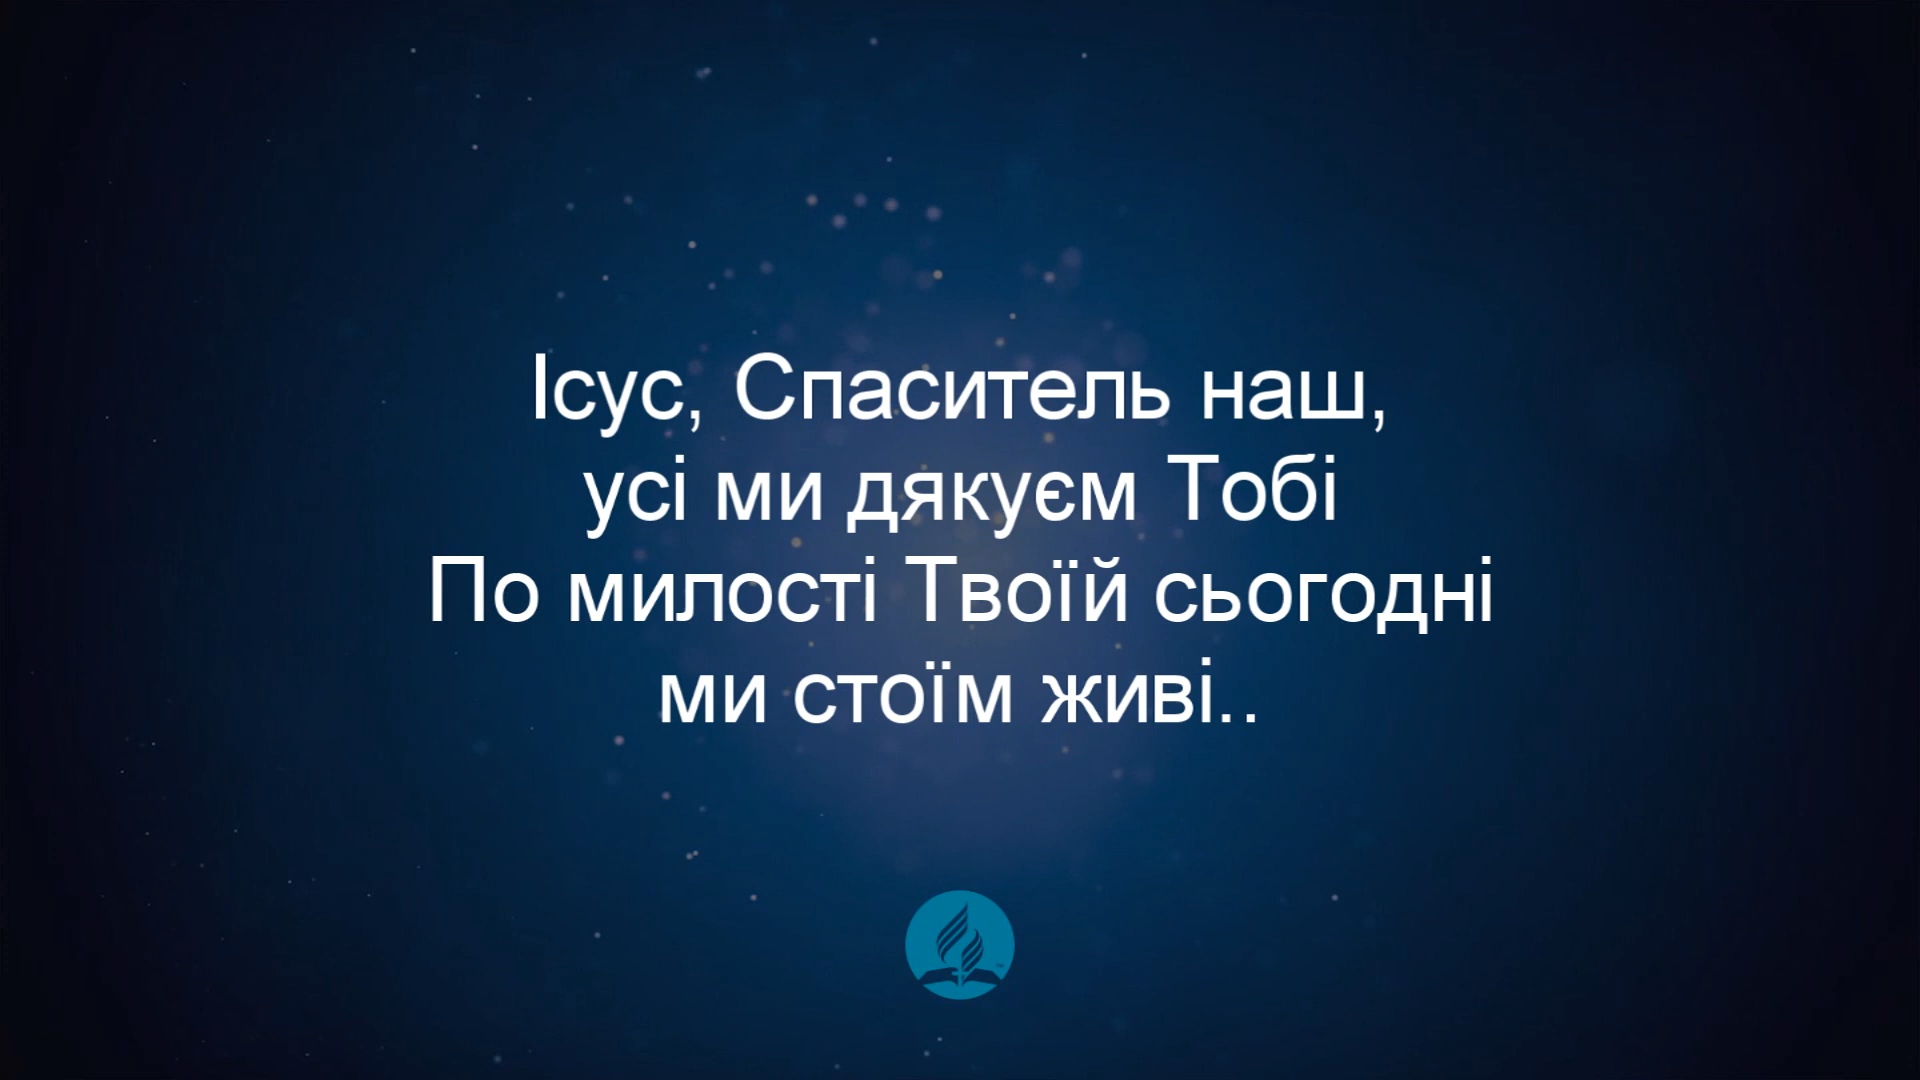 Ісус, Спаситель наш,
усі ми дякуєм Тобі
По милості Твоїй сьогодні
ми стоїм живі..